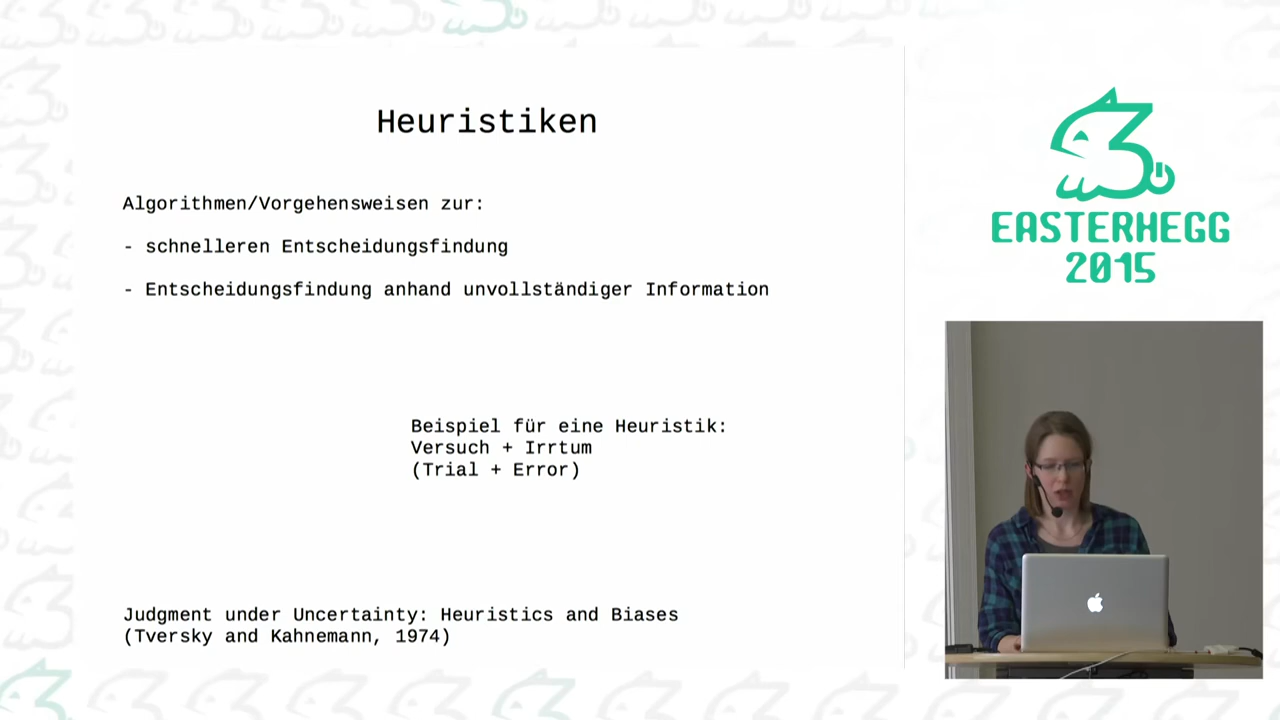 Heuristiken
Algorithmen/Vorgehensweisen zur:
- schnelleren Entscheidungsfindung
- Entscheidungsfindung anhand unvollständiger Information
Beispiel für eine Heuristik:
Versuch + Irrtum
(Trial + Error)
Judgment under Uncertainty: Heuristics and Biases
(Tversky and Kahnemann, 1974)
EASTERHEGG
2015